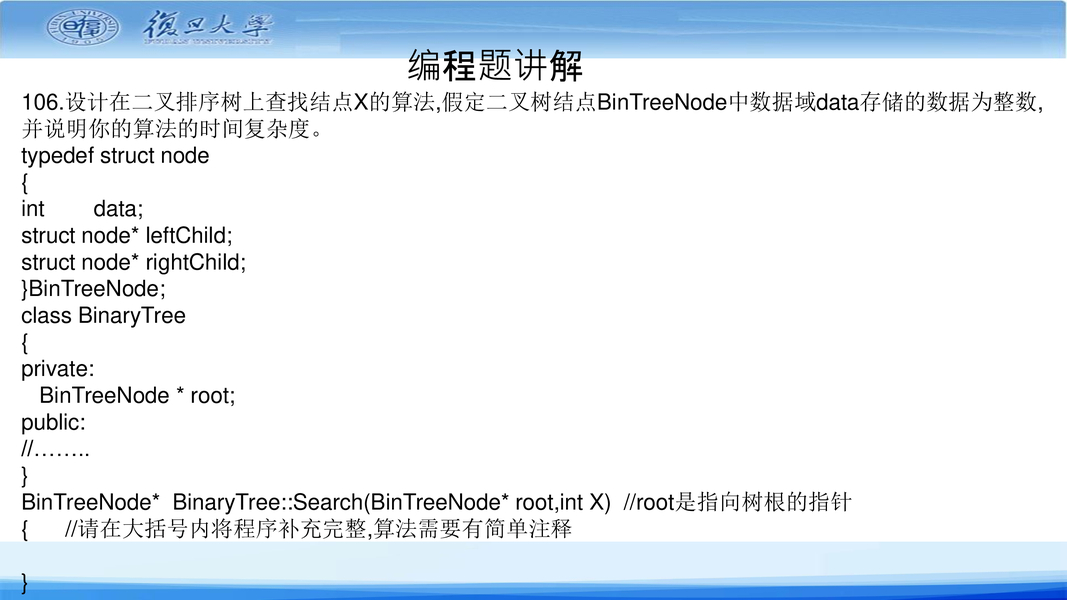 復旦大學
FUDAN UNIVERSITY
1905
编程题讲解
106.设计在二叉排序树上查找结点X的算法,假定二叉树结点BinTreeNode中数据域data存储的数据为整数,
并说明你的算法的时间复杂度。
typedef struct node
{
int        data;
struct node* leftChild;
struct node* rightChild;
}BinTreeNode;
class BinaryTree
{
private:
   BinTreeNode * root;
public:
//……..
}
BinTreeNode*  BinaryTree::Search(BinTreeNode* root,int X)  //root是指向树根的指针
{      //请在大括号内将程序补充完整,算法需要有简单注释
}